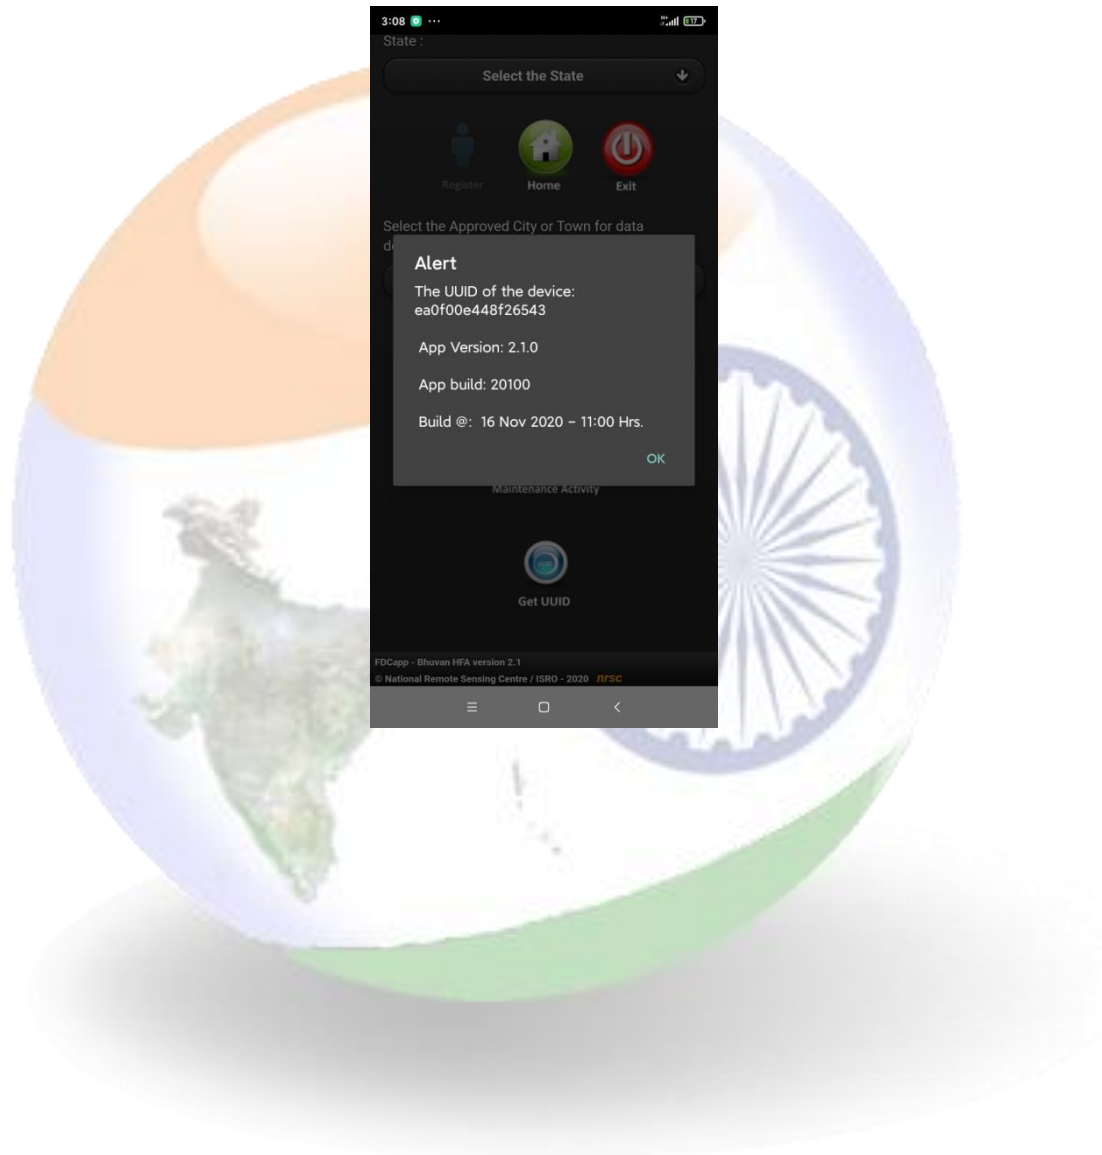 3:08 ...
17
State :
Select the State
Register
Home
Exit
Select the Approved City or Town for data
Alert
The UUID of the device:
ea0f00e448f26543
App Version: 2.1.0
App build: 20100
Build @: 16 Nov 2020 – 11:00 Hrs.
OK
Maintenance Activity
Get UUID
FDCapp - Bhuvan HFA version 2.1
© National Remote Sensing Centre / ISRO - 2020 nrsc